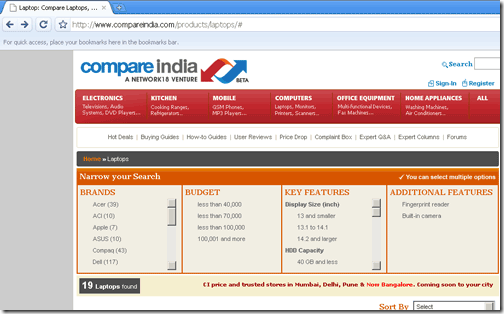 Laptop: Compare Laptops, ...
http://www.compareindia.com/products/laptops/#
For quick access, place your bookmarks here in the bookmarks bar.
compare india
A NETWORK18 VENTURE
BETA
Search
Sign-In
Register
ELECTRONICS
Televisions, Audio
Systems, DVD Players...
KITCHEN
Cooking Ranges,
Refrigerators...
MOBILE
GSM Phones,
MP3 Players...
COMPUTERS
Laptops, Monitors,
Printers, Scanners...
OFFICE EQUIPMENT
Multi-functional Devices,
Fax Machines...
HOME APPLIANCES
Washing Machines,
Air Conditioners...
ALL
Hot Deals | Buying Guides | How-to Guides | User Reviews | Price Drop | Complaint Box | Expert Q&A | Expert Columns | Forums
Home » Laptops
Narrow your Search
You can select multiple options
BRANDS
Acer (39)
ACI (10)
Apple (7)
ASUS (10)
Compaq (43)
Dell (117)
BUDGET
less than 40,000
less than 70,000
less than 100,000
100,001 and more
KEY FEATURES
Display Size (inch)
13 and smaller
13.1 to 14.1
14.2 and larger
HDD Capacity
40 GB and less
ADDITIONAL FEATURES
Fingerprint reader
Built-in camera
19 Laptops found
CI price and trusted stores in Mumbai, Delhi, Pune & Now Bangalore. Coming soon to your city
Sort By
Select